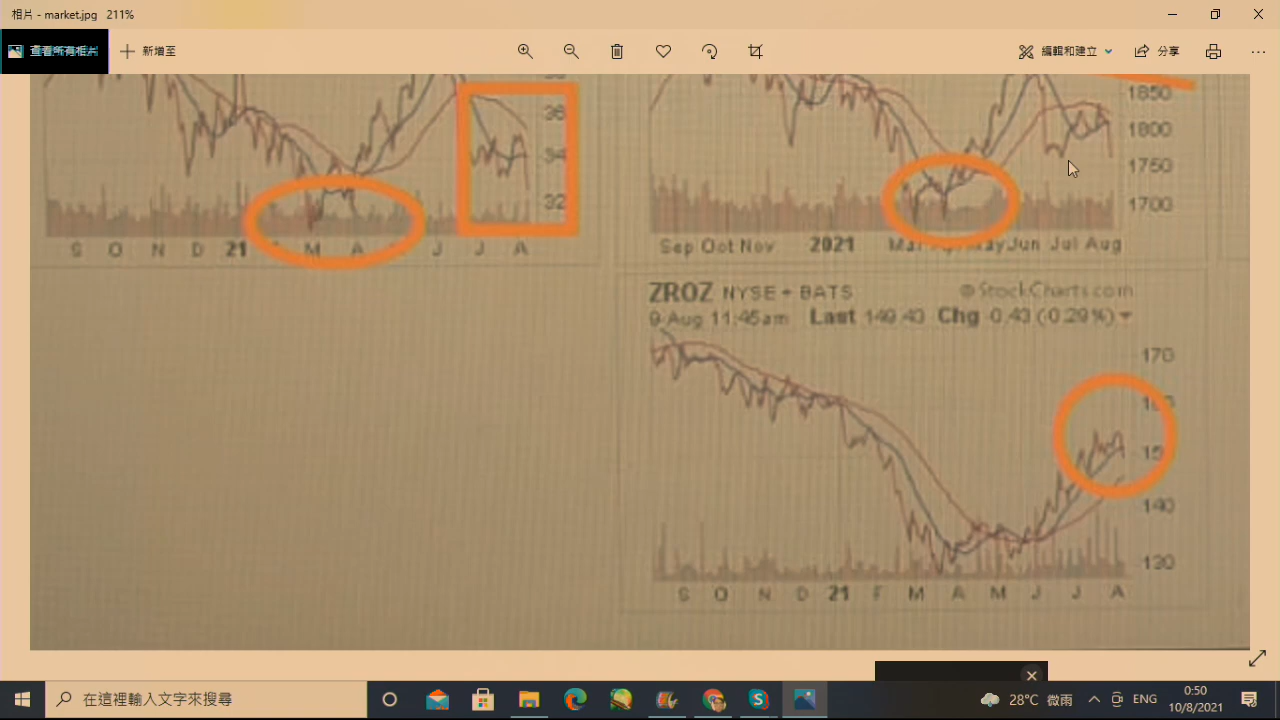 相片 - market.jpg 211%
查看所有相片 新增至 編輯和建立 分享
36
34
32
S O N D 21 M A J J A
1850
1800
1750
1700
Sep Oct Nov 2021 Jun Jul Aug
ZROZ NYSE + BATS © StockCharts.com
9-Aug 11:45am Last 149.43 Chg -0.43 (-0.29%)
170
140
130
S O N D 21 F M A M J J A
在這裡輸入文字來搜尋
28°C 微雨 ENG
0:50
10/8/2021